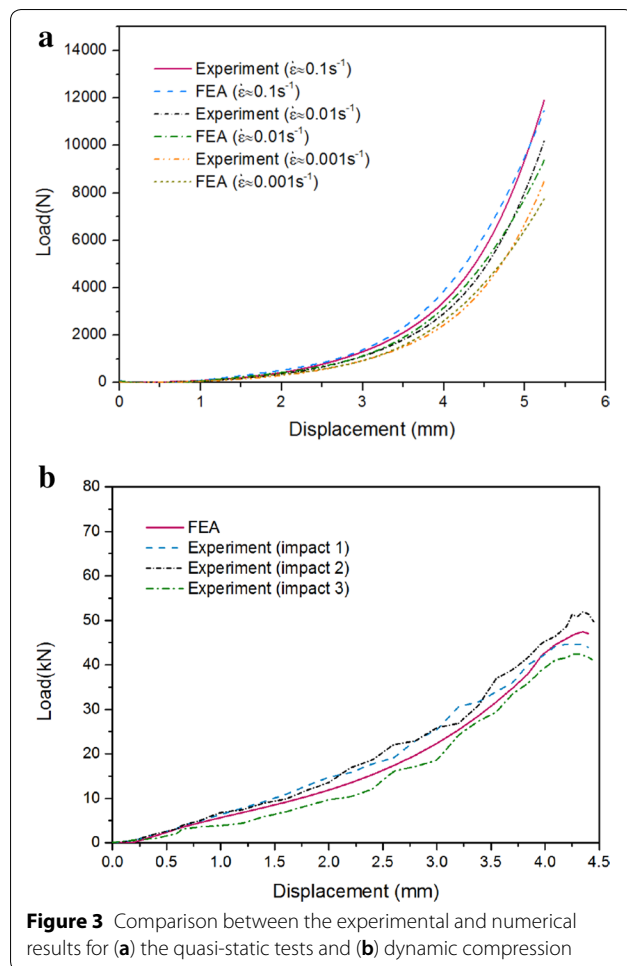 a
14000
12000
10000
8000
6000
4000
2000
0
Load(N)
Experiment (ε̇≈0.1s⁻¹)
FEA (ε̇≈0.1s⁻¹)
Experiment (ε̇≈0.01s⁻¹)
FEA (ε̇≈0.01s⁻¹)
Experiment (ε̇≈0.001s⁻¹)
FEA (ε̇≈0.001s⁻¹)
0 1 2 3 4 5 6
Displacement (mm)
b
80
70
60
50
40
30
20
10
0
Load(kN)
FEA
Experiment (impact 1)
Experiment (impact 2)
Experiment (impact 3)
0.0 0.5 1.0 1.5 2.0 2.5 3.0 3.5 4.0 4.5
Displacement (mm)
Figure 3 Comparison between the experimental and numerical
results for (a) the quasi-static tests and (b) dynamic compression